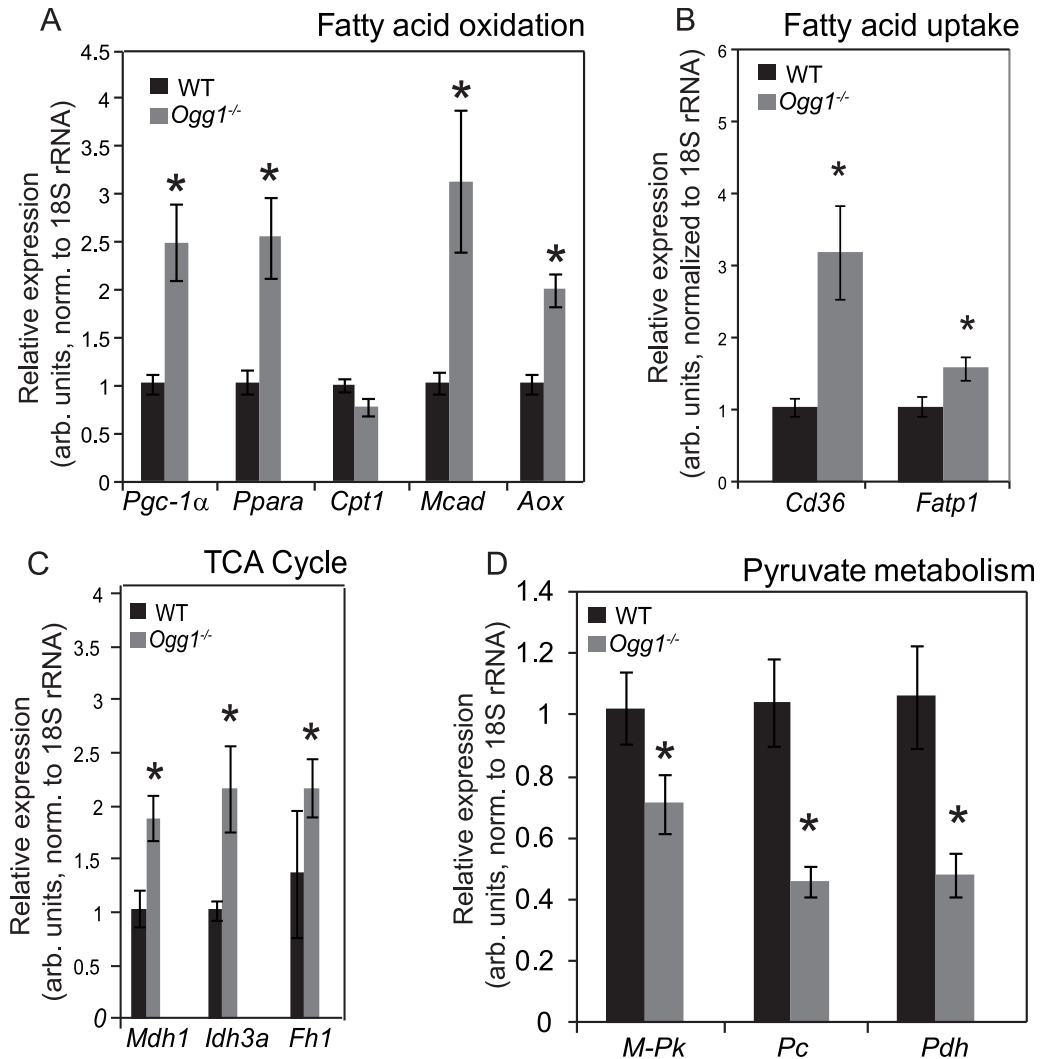 A
Fatty acid oxidation
Relative expression
(arb. units, norm. to 18S rRNA)
4.5
4
3.5
3
2.5
2
1.5
1
0.5
0
WT
Ogg1-/-
*
*
*
*
Pgc-1α Ppara Cpt1 Mcad Aox
B
Fatty acid uptake
Relative expression
(arb. units, normalized to 18S rRNA)
6
5
4
3
2
1
0
WT
Ogg1-/-
*
*
Cd36 Fatp1
C
TCA Cycle
Relative expression
(arb. units, norm. to 18S rRNA)
4
3.5
3
2.5
2
1.5
1
0.5
0
WT
Ogg1-/-
*
*
*
Mdh1 Idh3a Fh1
D
Pyruvate metabolism
Relative expression
(arb. units, norm. to 18S rRNA)
1.4
1.2
1
0.8
0.6
0.4
0.2
0
WT
Ogg1-/-
*
*
*
M-Pk Pc Pdh